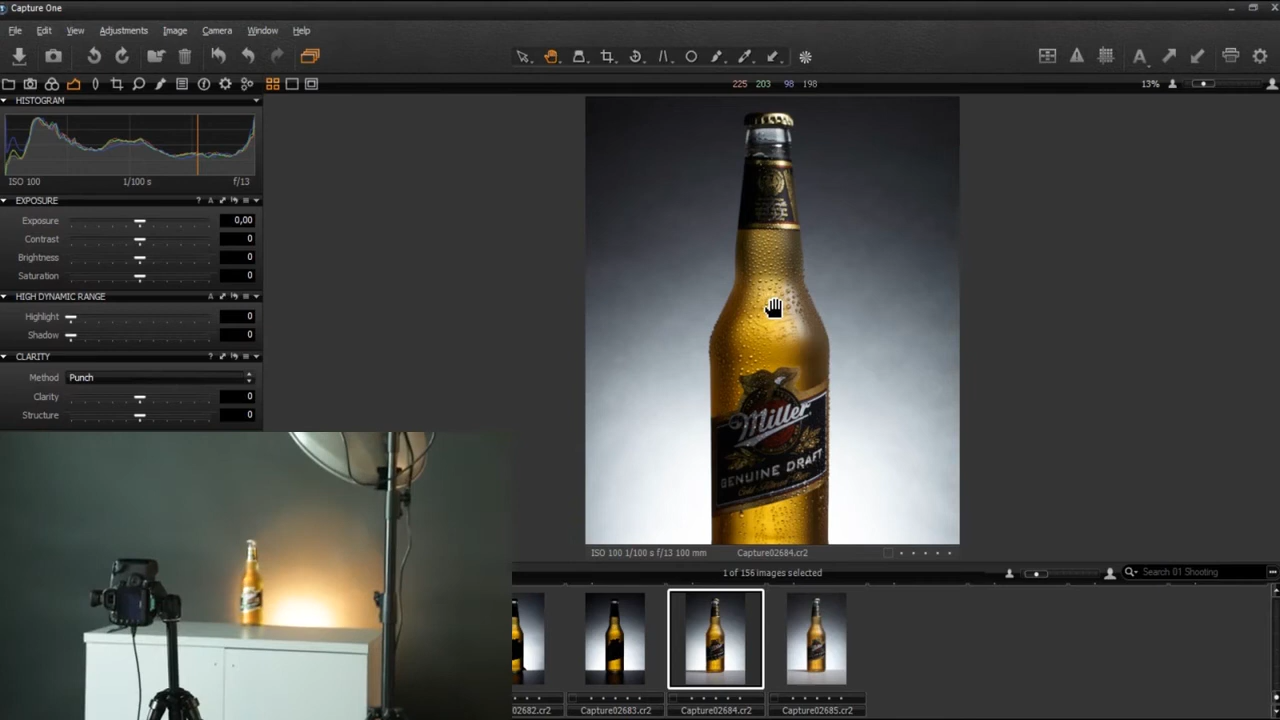 Capture One
File Edit View Adjustments Image Camera Window Help
225 203 98 198
13%
HISTOGRAM
ISO 100 1/100 s f/13
EXPOSURE
Exposure 0,00
Contrast 0
Brightness 0
Saturation 0
HIGH DYNAMIC RANGE
Highlight 0
Shadow 0
CLARITY
Method Punch
Clarity 0
Structure 0
Miller
GENUINE DRAFT
Cold-Filtered Beer
ISO 100 1/100 s f/13 100 mm Capture02684.cr2
1 of 156 images selected
Search 01 Shooting
02682.cr2 Capture02683.cr2 Capture02684.cr2 Capture02685.cr2